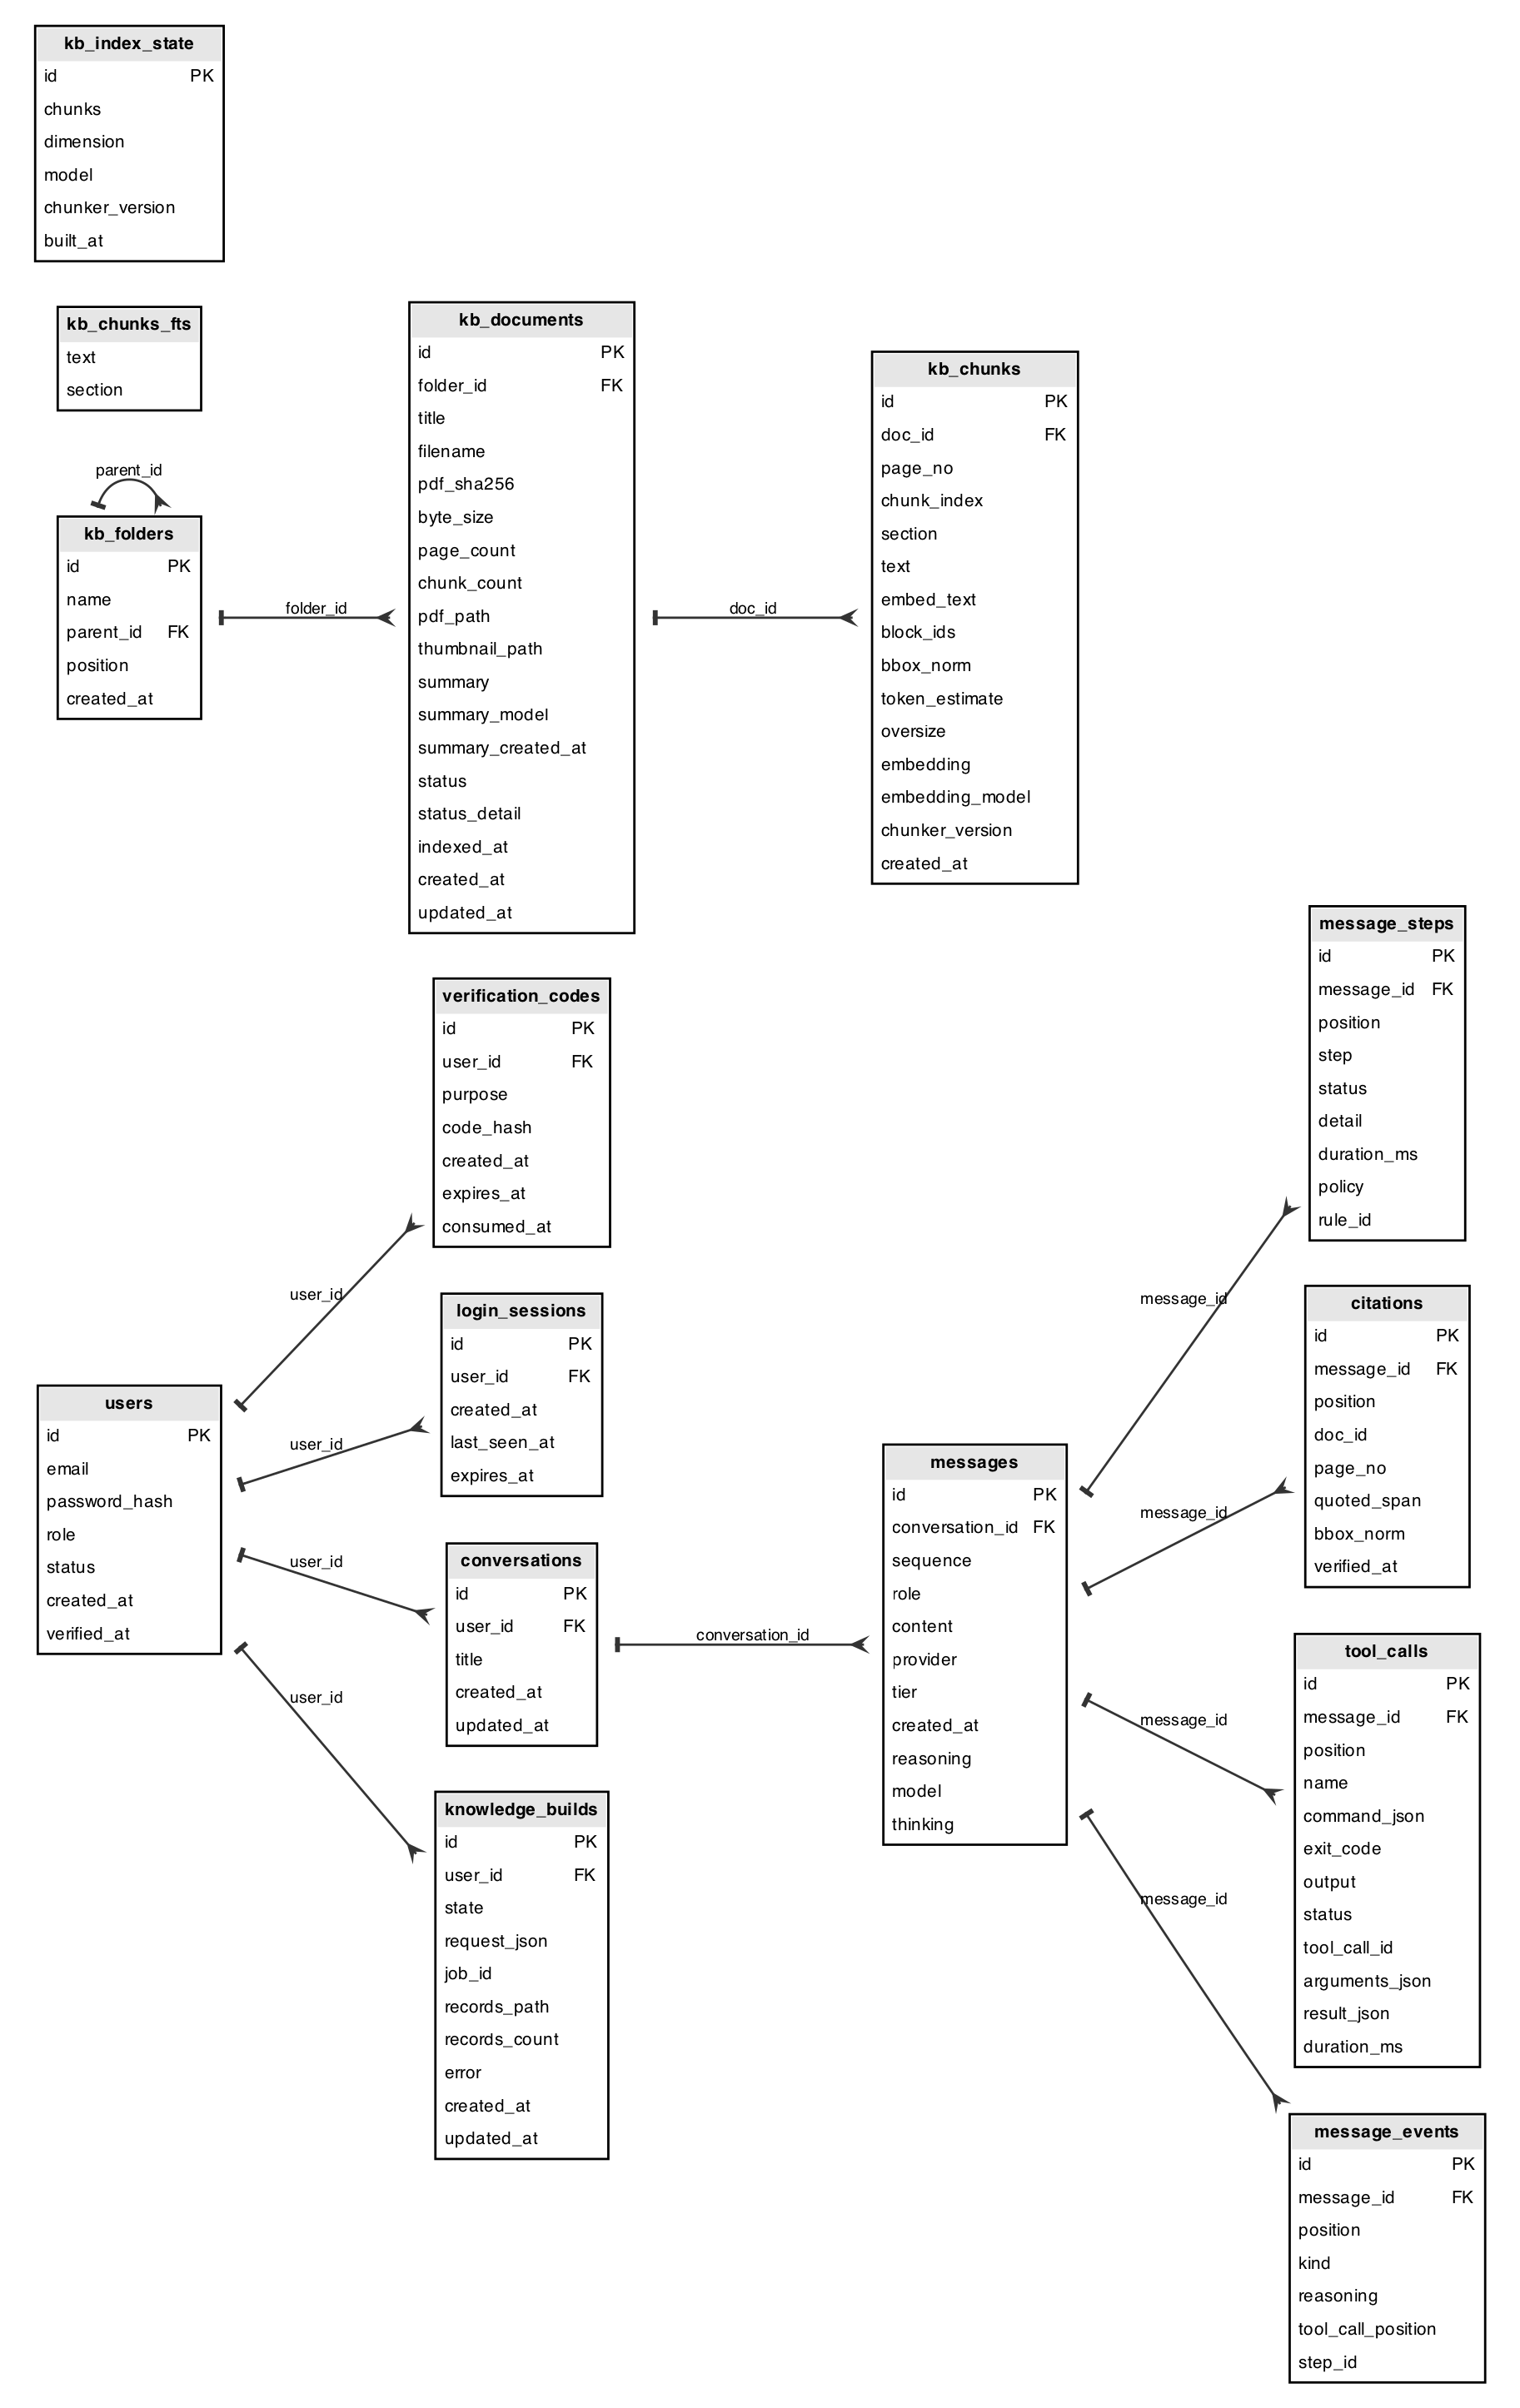 kb_index_state
id PK
chunks
dimension
model
chunker_version
built_at
kb_chunks_fts
text
section
parent_id
kb_folders
id PK
name
parent_id FK
position
created_at
folder_id
kb_documents
id PK
folder_id FK
title
filename
pdf_sha256
byte_size
page_count
chunk_count
pdf_path
thumbnail_path
summary
summary_model
summary_created_at
status
status_detail
indexed_at
created_at
updated_at
doc_id
kb_chunks
id PK
doc_id FK
page_no
chunk_index
section
text
embed_text
block_ids
bbox_norm
token_estimate
oversize
embedding
embedding_model
chunker_version
created_at
users
id PK
email
password_hash
role
status
created_at
verified_at
user_id
user_id
user_id
user_id
verification_codes
id PK
user_id FK
purpose
code_hash
created_at
expires_at
consumed_at
login_sessions
id PK
user_id FK
created_at
last_seen_at
expires_at
conversations
id PK
user_id FK
title
created_at
updated_at
knowledge_builds
id PK
user_id FK
state
request_json
job_id
records_path
records_count
error
created_at
updated_at
conversation_id
messages
id PK
conversation_id FK
sequence
role
content
provider
tier
created_at
reasoning
model
thinking
message_id
message_id
message_id
message_id
message_steps
id PK
message_id FK
position
step
status
detail
duration_ms
policy
rule_id
citations
id PK
message_id FK
position
doc_id
page_no
quoted_span
bbox_norm
verified_at
tool_calls
id PK
message_id FK
position
name
command_json
exit_code
output
status
tool_call_id
arguments_json
result_json
duration_ms
message_events
id PK
message_id FK
position
kind
reasoning
tool_call_position
step_id